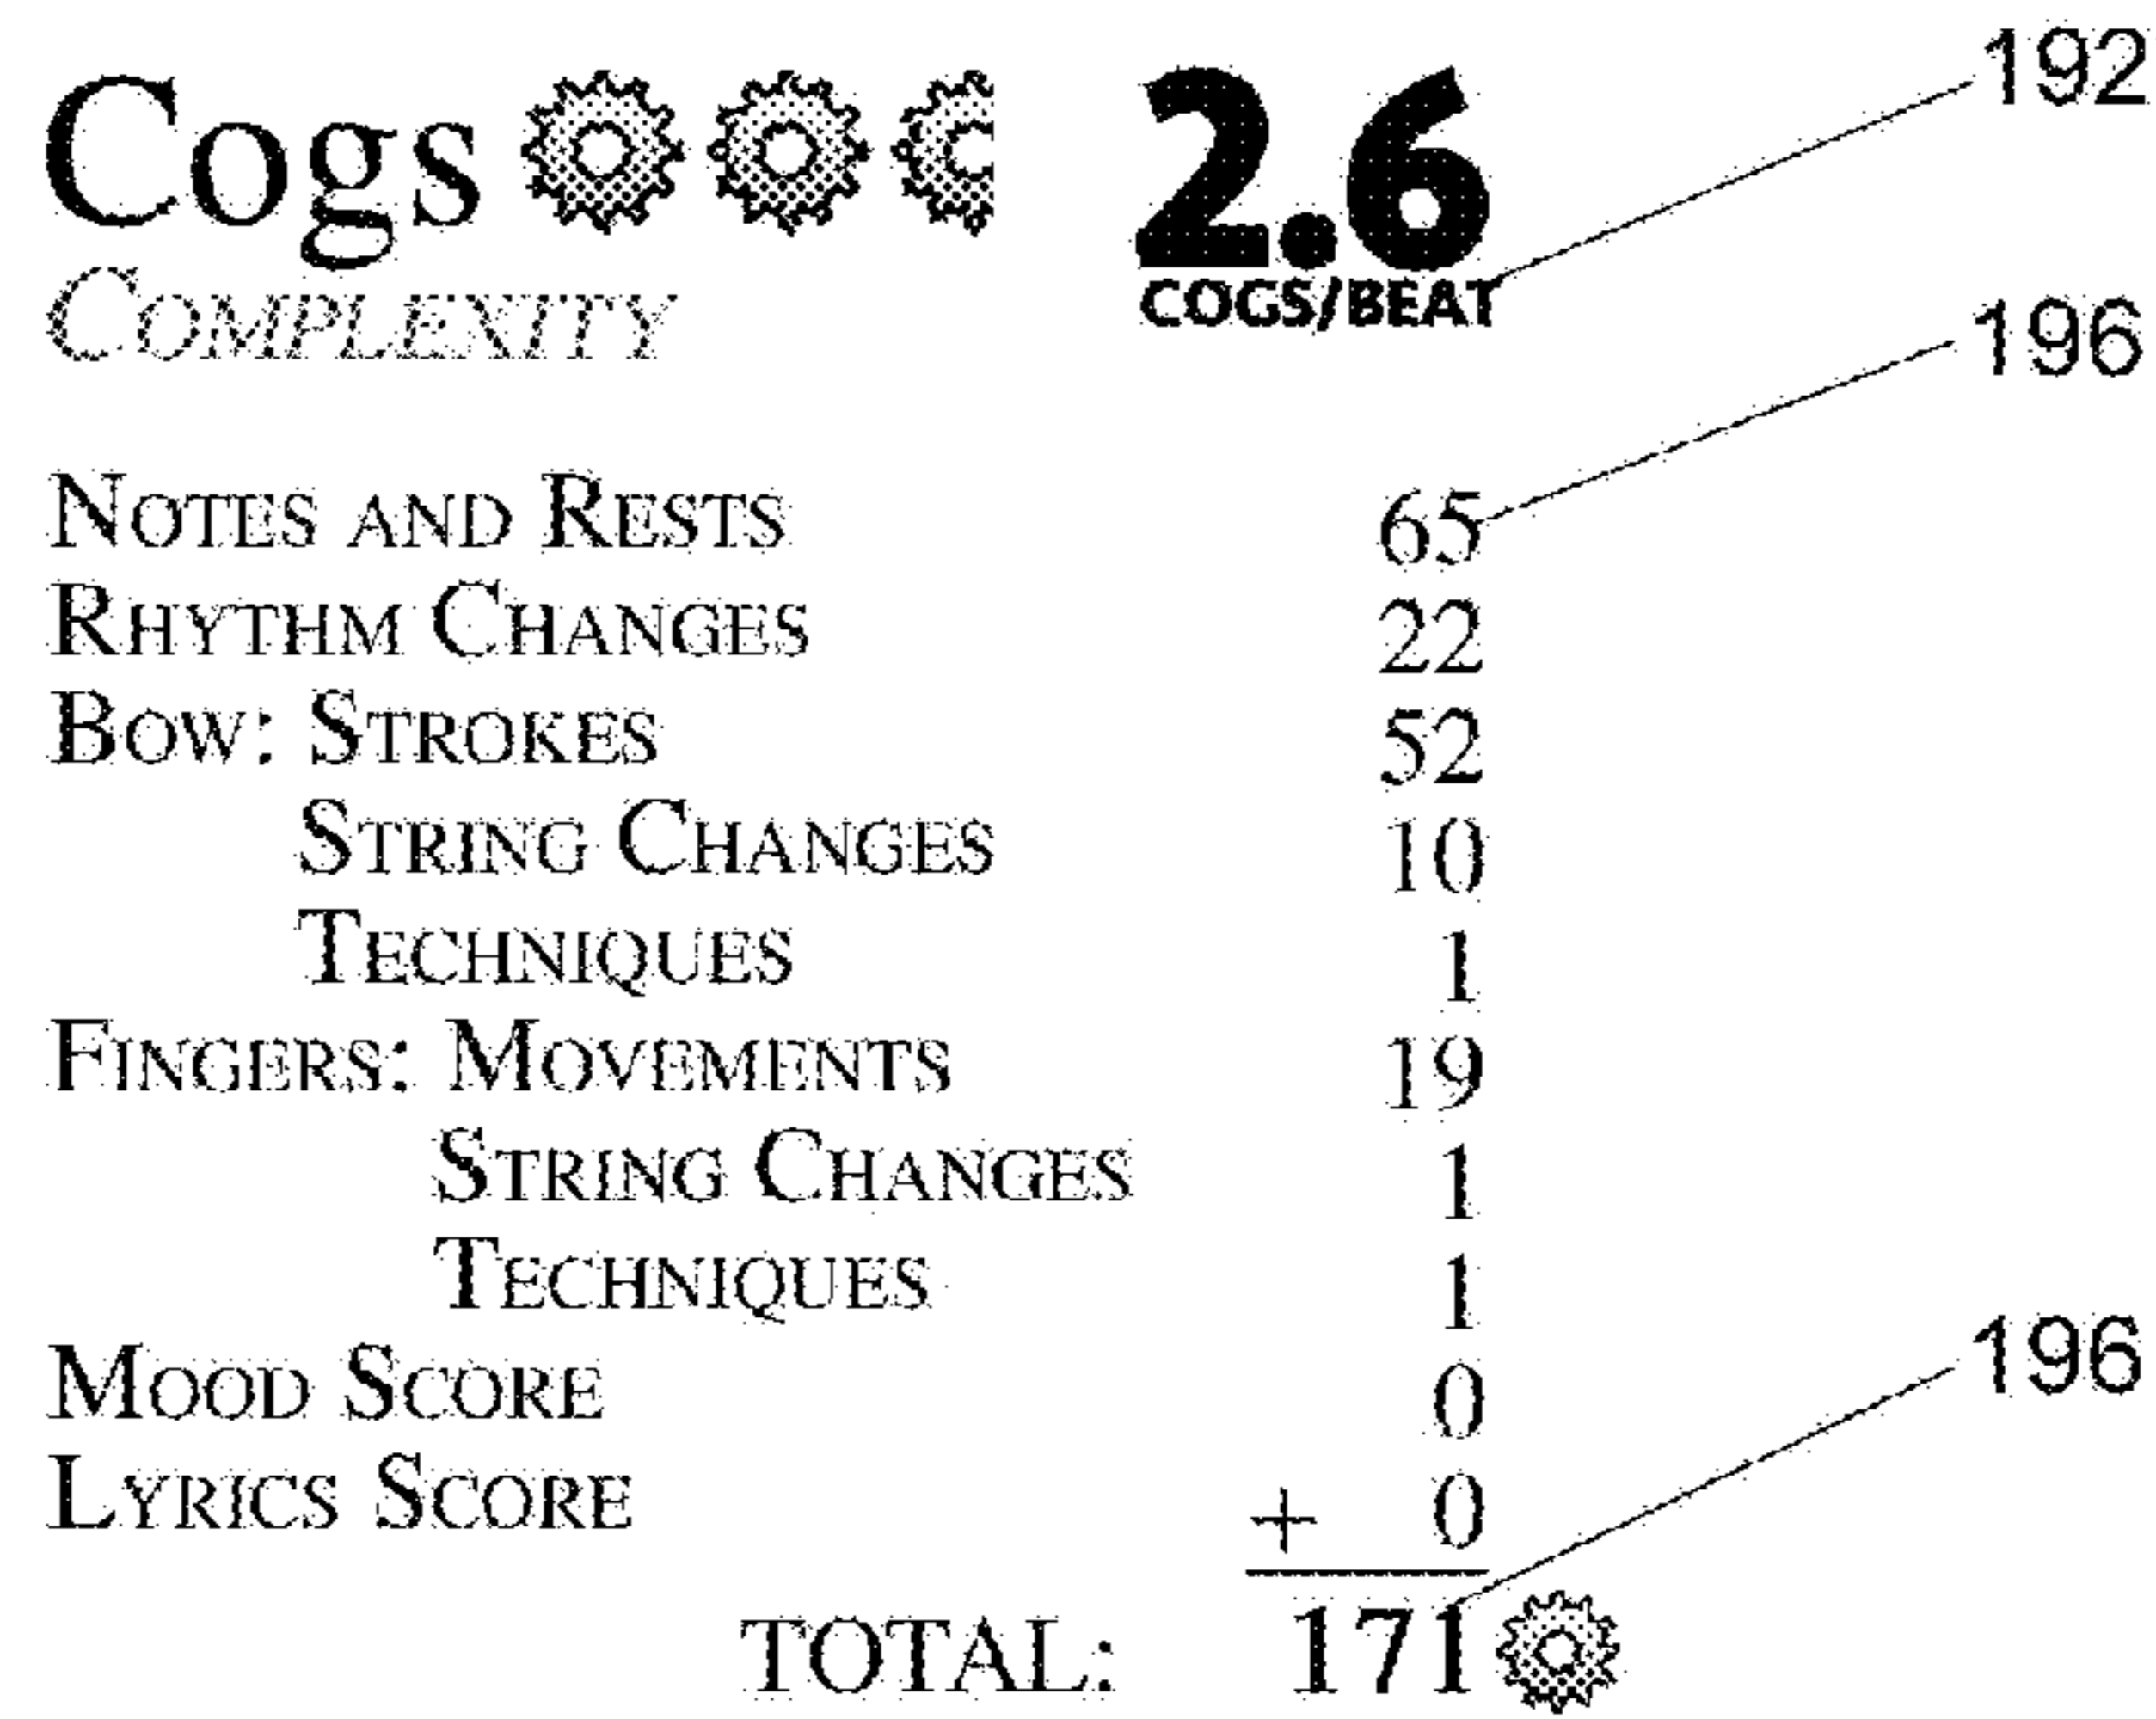 Cogs 2.6 192
COMPLEXITY COGS/BEAT
196
NOTES AND RESTS 65
RHYTHM CHANGES 22
BOW: STROKES 52
STRING CHANGES 10
TECHNIQUES 1
FINGERS: MOVEMENTS 19
STRING CHANGES 1
TECHNIQUES 1
196
MOOD SCORE 0
LYRICS SCORE + 0
TOTAL: 171